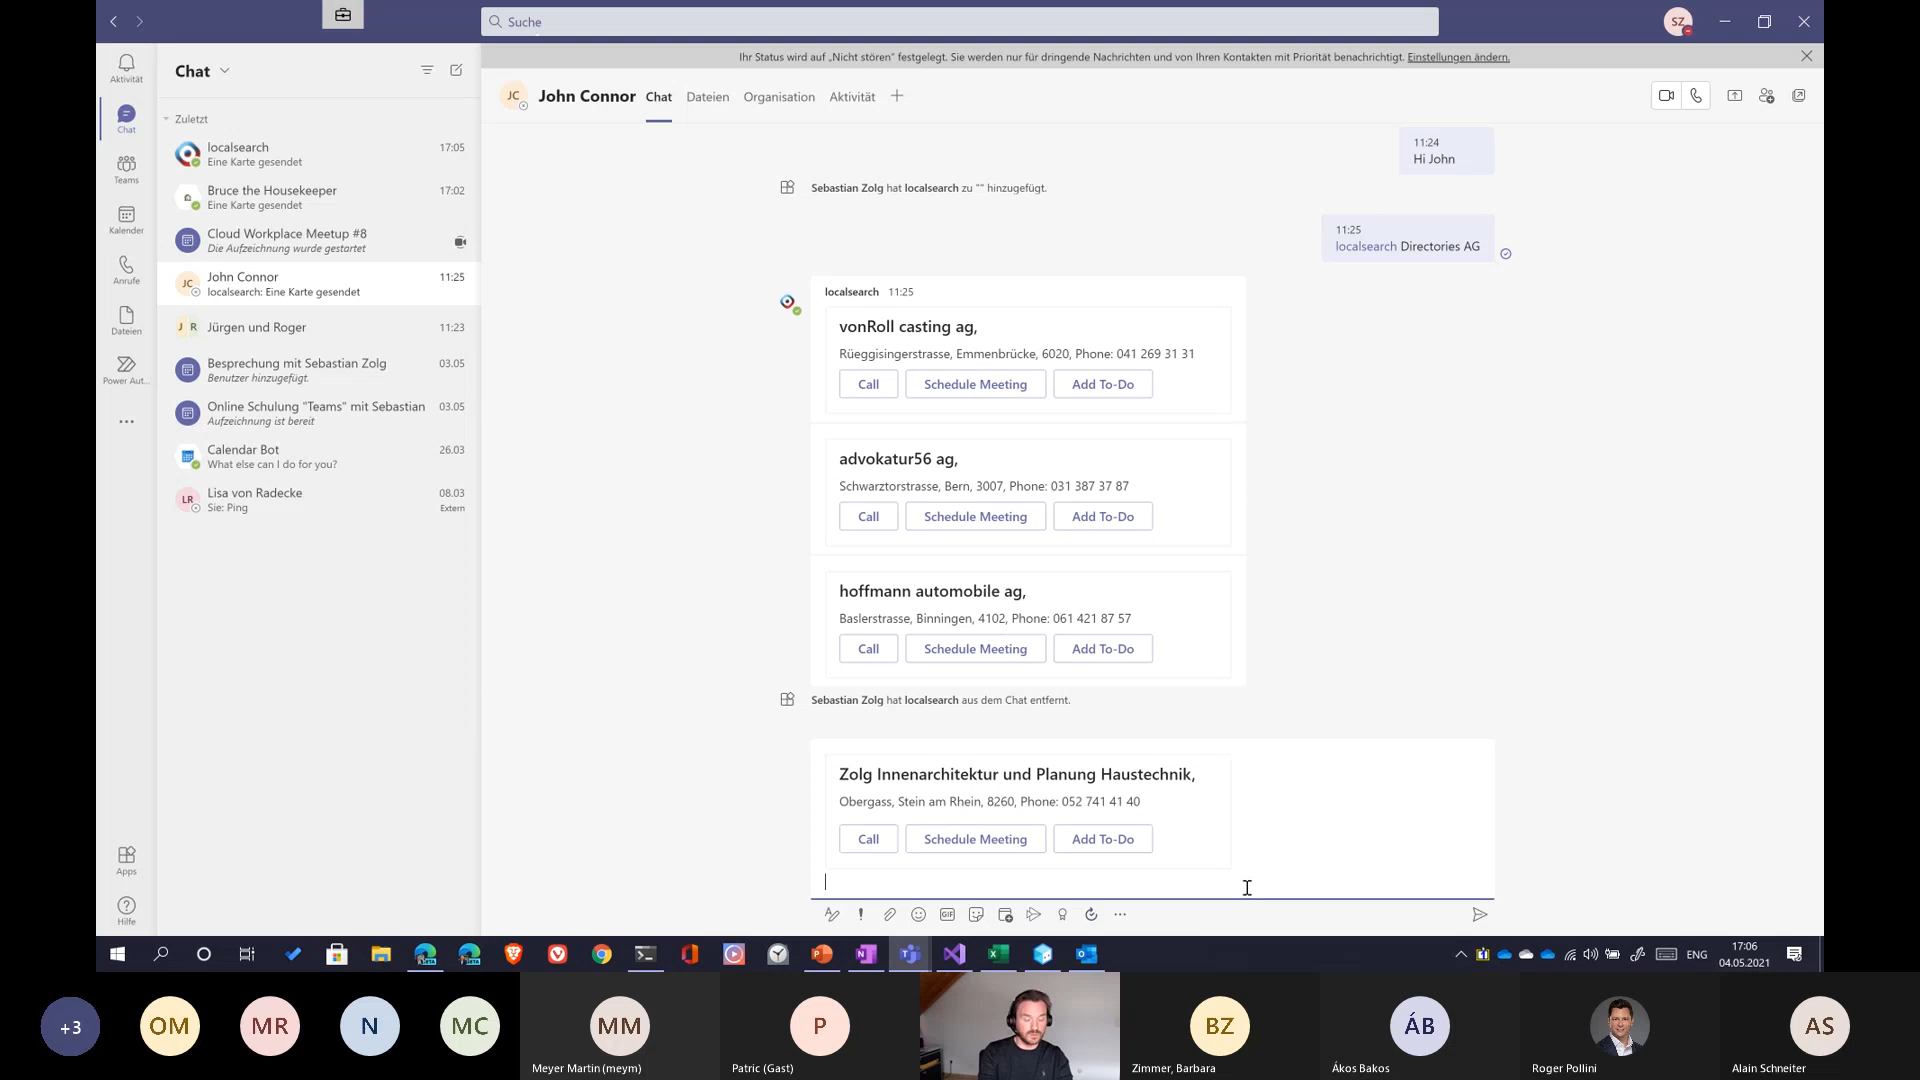 Suche
SZ
Ihr Status wird auf „Nicht stören“ festgelegt. Sie werden nur für dringende Nachrichten und von Ihren Kontakten mit Priorität benachrichtigt. Einstellungen ändern.
Aktivität
Chat
Teams
Kalender
Anrufe
Dateien
Power Aut...
Apps
Hilfe
Chat
Zuletzt
localsearch 17:05
Eine Karte gesendet
Bruce the Housekeeper 17:02
Eine Karte gesendet
Cloud Workplace Meetup #8
Die Aufzeichnung wurde gestartet
JC John Connor 11:25
localsearch: Eine Karte gesendet
J R Jürgen und Roger 11:23
Besprechung mit Sebastian Zolg 03.05
Benutzer hinzugefügt.
Online Schulung "Teams" mit Sebastian 03.05
Aufzeichnung ist bereit
Calendar Bot 26.03
What else can I do for you?
LR Lisa von Radecke 08.03
Sie: Ping Extern
JC John Connor Chat Dateien Organisation Aktivität
11:24
Hi John
Sebastian Zolg hat localsearch zu "" hinzugefügt.
11:25
localsearch Directories AG
localsearch 11:25
vonRoll casting ag,
Rüeggisingerstrasse, Emmenbrücke, 6020, Phone: 041 269 31 31
Call Schedule Meeting Add To-Do
advokatur56 ag,
Schwarztorstrasse, Bern, 3007, Phone: 031 387 37 87
Call Schedule Meeting Add To-Do
hoffmann automobile ag,
Baslerstrasse, Binningen, 4102, Phone: 061 421 87 57
Call Schedule Meeting Add To-Do
Sebastian Zolg hat localsearch aus dem Chat entfernt.
Zolg Innenarchitektur und Planung Haustechnik,
Obergass, Stein am Rhein, 8260, Phone: 052 741 41 40
Call Schedule Meeting Add To-Do
GIF
ENG
17:06
04.05.2021
+3 OM MR N MC MM P BZ ÁB AS
Meyer Martin (meym) Patric (Gast) Zimmer, Barbara Ákos Bakos Roger Pollini Alain Schneiter